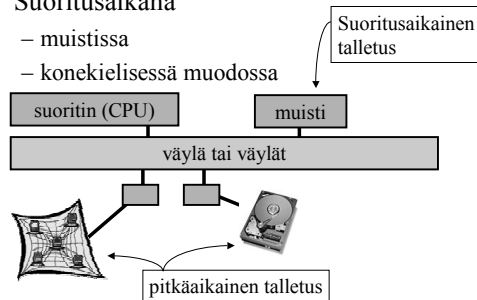 Suoritusaikana
– muistissa
– konekielisessä muodossa
Suoritusaikainen
talletus
suoritin (CPU)
muisti
väylä tai väylät
pitkäaikainen talletus